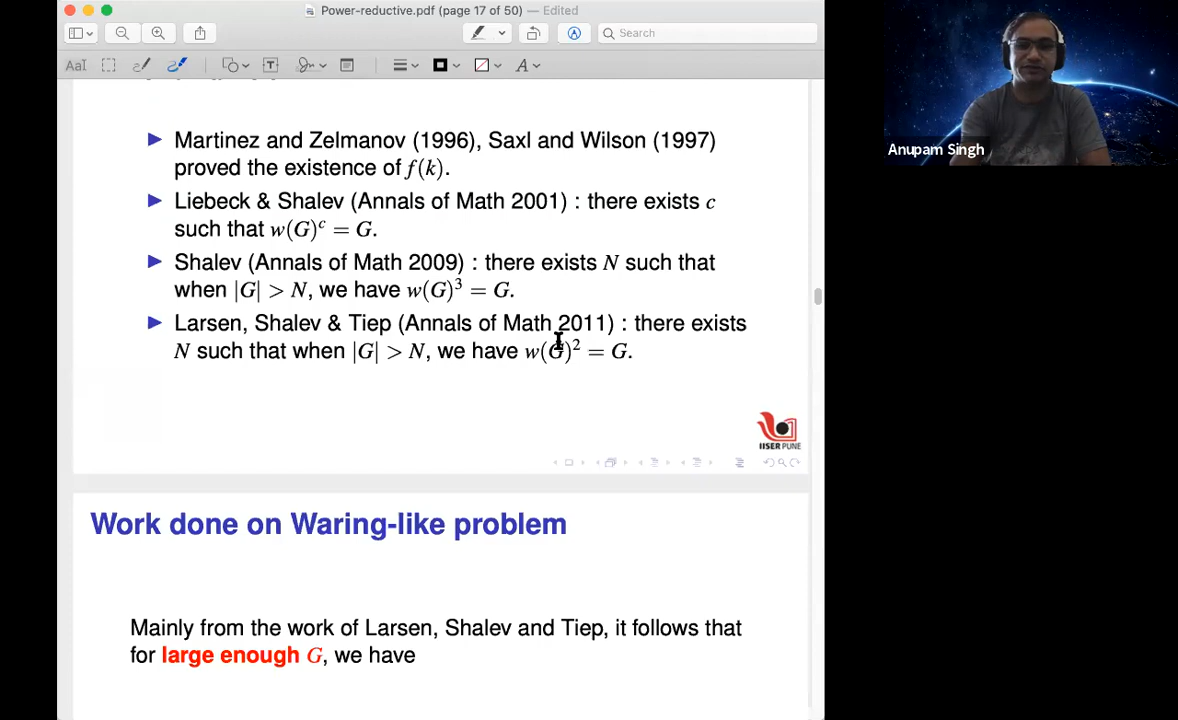 Power-reductive.pdf (page 17 of 50) — Edited
Search
AaI
A
▶ Martinez and Zelmanov (1996), Saxl and Wilson (1997)
proved the existence of f(k).
▶ Liebeck & Shalev (Annals of Math 2001) : there exists c
such that w(G)^c = G.
▶ Shalev (Annals of Math 2009) : there exists N such that
when |G| > N, we have w(G)³ = G.
▶ Larsen, Shalev & Tiep (Annals of Math 2011) : there exists
N such that when |G| > N, we have w(G)² = G.
IISER PUNE
Work done on Waring-like problem
Mainly from the work of Larsen, Shalev and Tiep, it follows that
for large enough G, we have
Anupam Singh